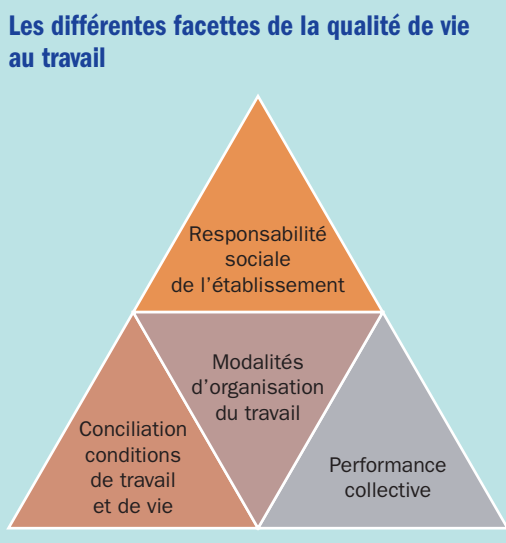 Les différentes facettes de la qualité de vie
au travail
Responsabilité
sociale
de l'établissement
Modalités
d'organisation
du travail
Conciliation
conditions
de travail
et de vie
Performance
collective